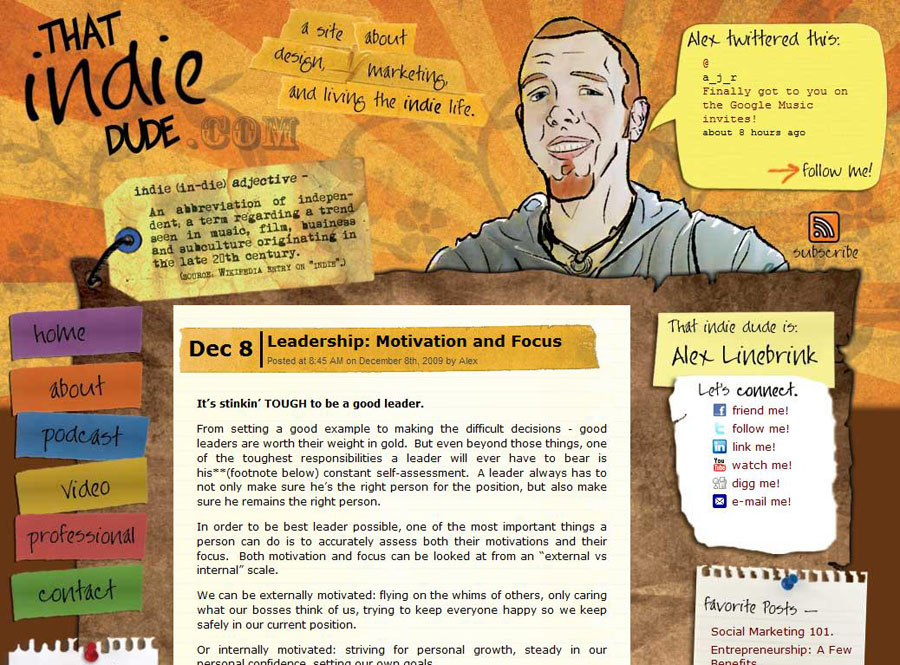 THAT
indie
DUDE.COM
a site about
design, marketing,
and living the indie life.
Alex twittered this:
@
a_j_r
Finally got to you on
the Google Music
invites!
about 8 hours ago
follow me!
subscribe
indie (in-die) adjective -
An abbreviation of indepen-
dent, a term regarding a trend
seen in music, film, business
and subculture originating in
the late 20th century.
(SOURCE: WIKIPEDIA ENTRY ON "INDIE".)
home
about
podcast
video
professional
contact
Dec 8
Leadership: Motivation and Focus
Posted at 8:45 AM on December 8th, 2009 by Alex
It's stinkin' TOUGH to be a good leader.
From setting a good example to making the difficult decisions - good
leaders are worth their weight in gold. But even beyond those things, one
of the toughest responsibilities a leader will ever have to bear is
his**(footnote below) constant self-assessment. A leader always has to
not only make sure he's the right person for the position, but also make
sure he remains the right person.
In order to be best leader possible, one of the most important things a
person can do is to accurately assess both their motivations and their
focus. Both motivation and focus can be looked at from an "external vs
internal" scale.
We can be externally motivated: flying on the whims of others, only caring
what our bosses think of us, trying to keep everyone happy so we keep
safely in our current position.
Or internally motivated: striving for personal growth, steady in our
personal confidence, setting our own goals.
That indie dude is:
Alex Linebrink
Let's connect.
friend me!
follow me!
link me!
You Tube
watch me!
digg me!
e-mail me!
favorite Posts —
Social Marketing 101.
Entrepreneurship: A Few
Benefits